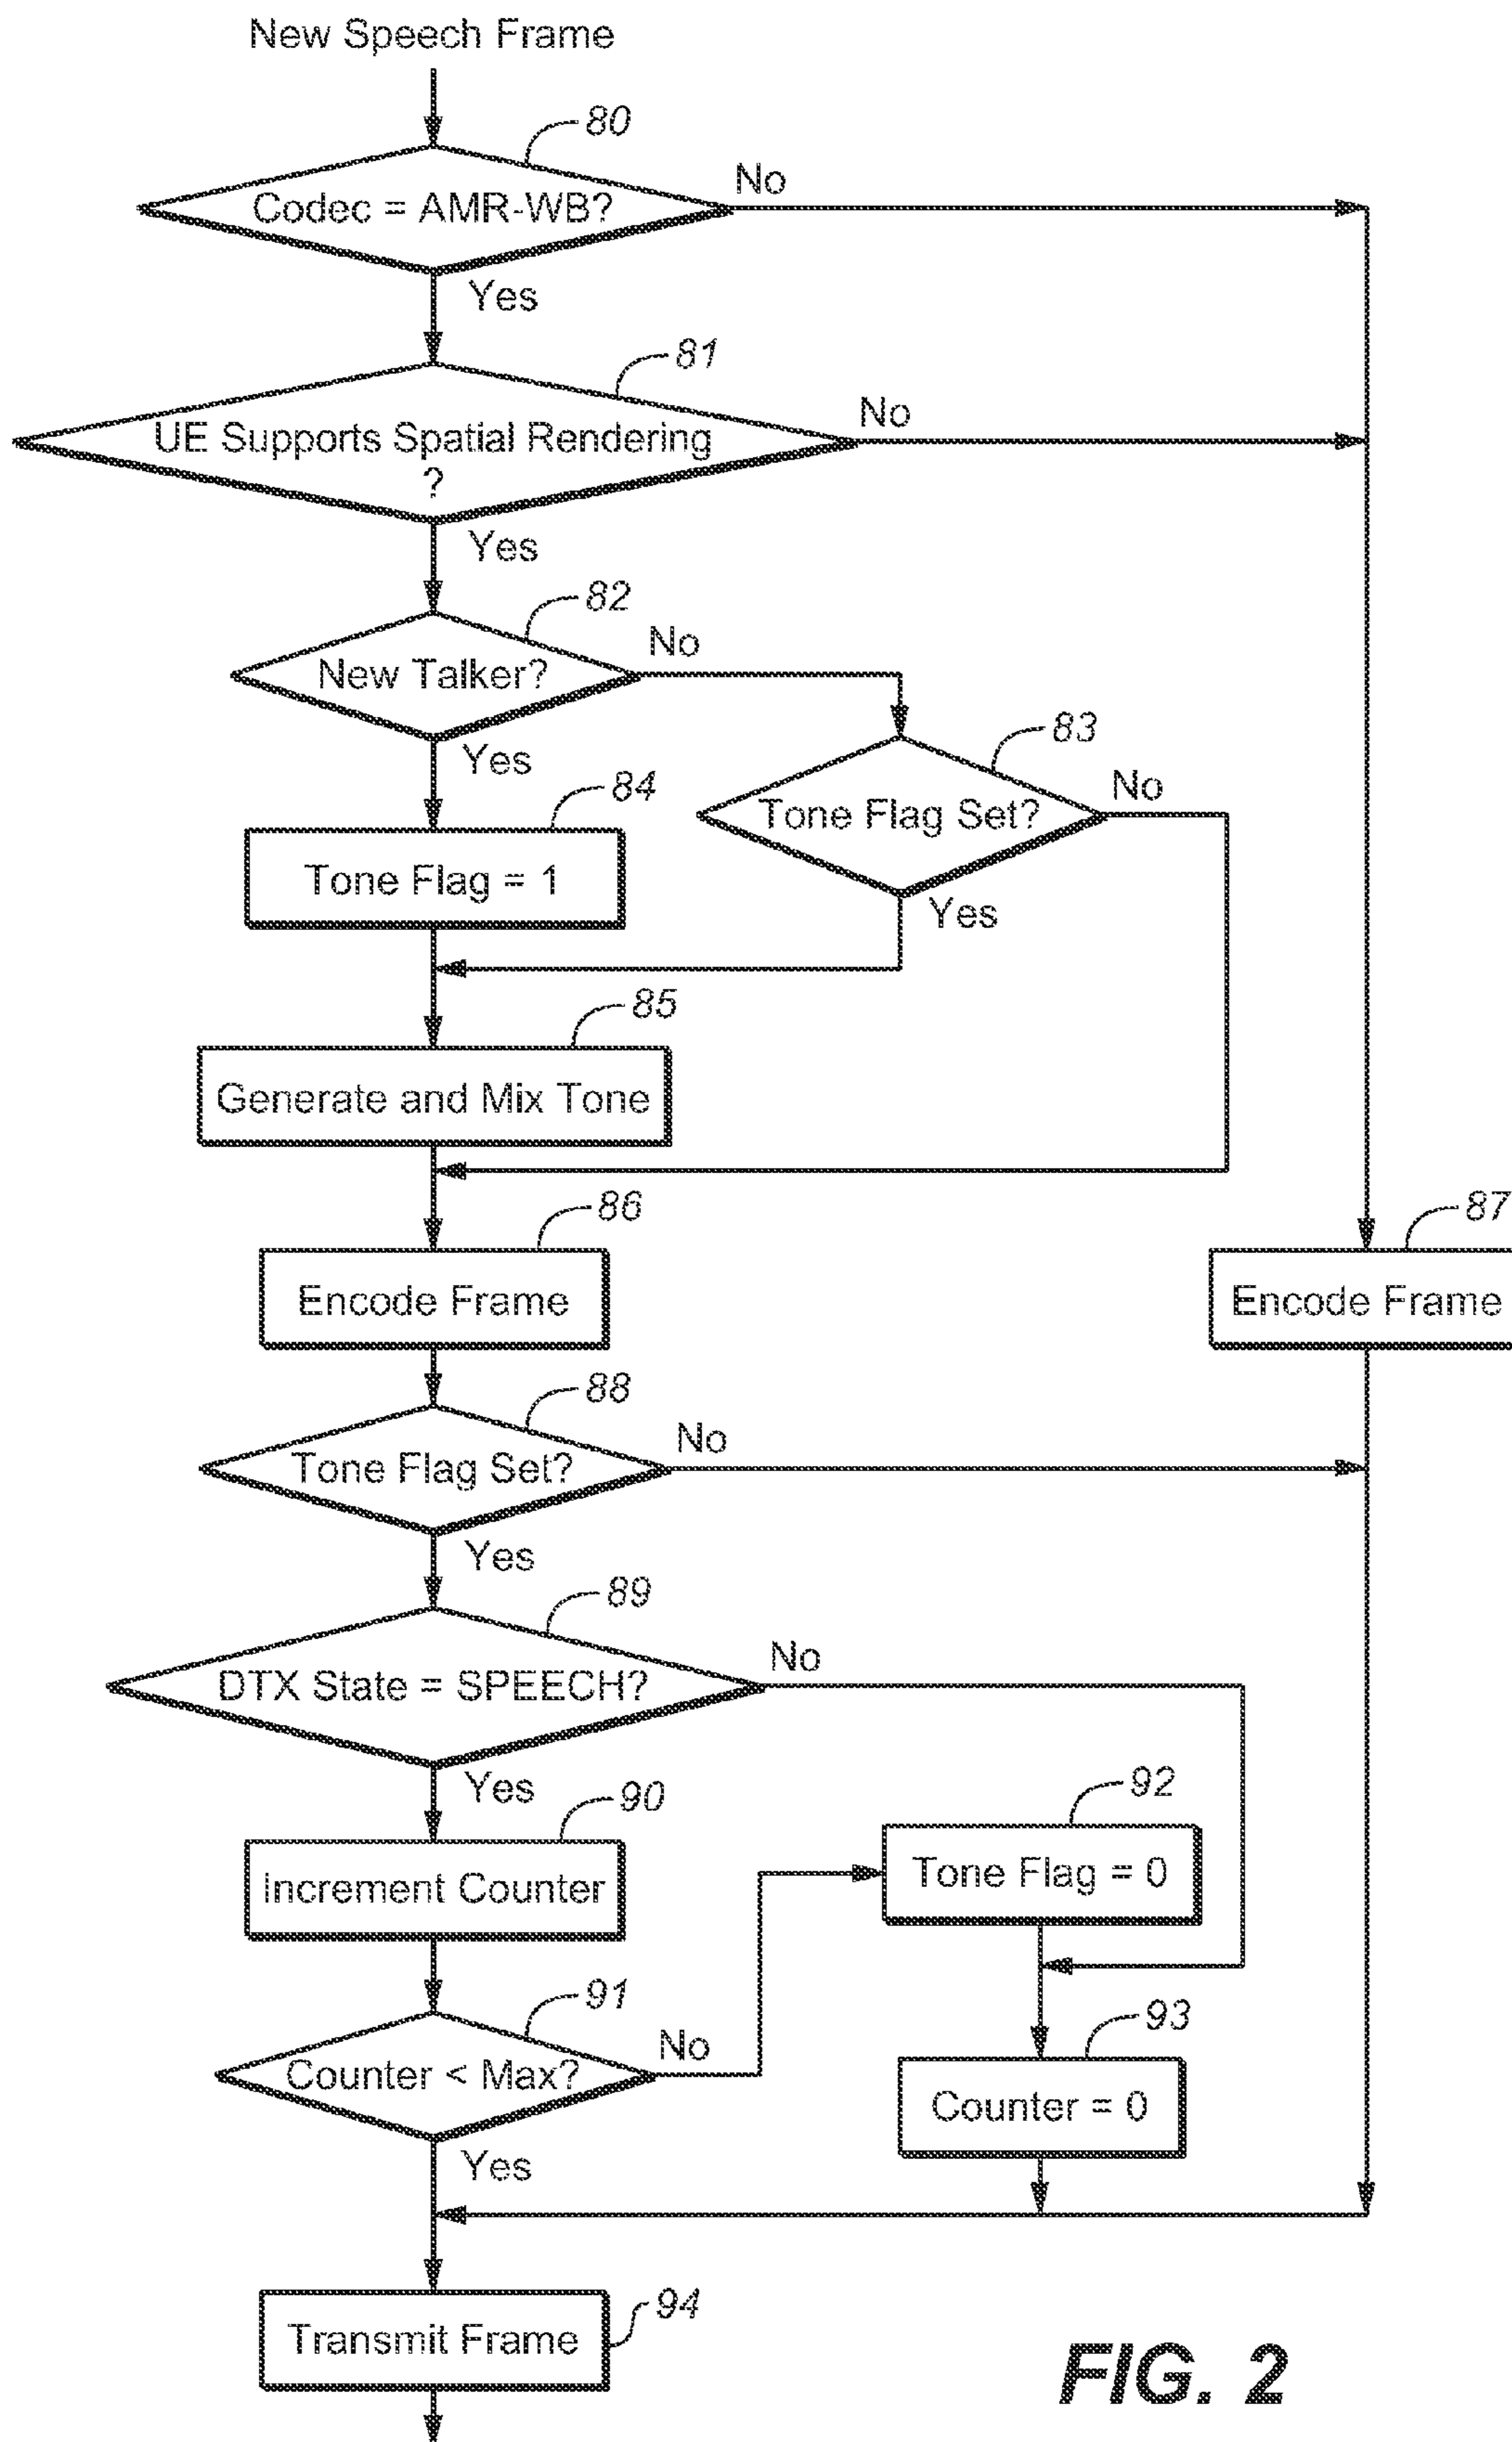 New Speech Frame
80
Codec = AMR-WB?
No
Yes
81
UE Supports Spatial Rendering
?
No
Yes
82
New Talker?
No
Yes
83
Tone Flag Set?
No
Yes
84
Tone Flag = 1
85
Generate and Mix Tone
86
Encode Frame
87
Encode Frame
88
Tone Flag Set?
No
Yes
89
DTX State = SPEECH?
No
Yes
90
Increment Counter
92
Tone Flag = 0
91
Counter < Max?
No
Yes
93
Counter = 0
94
Transmit Frame
FIG. 2